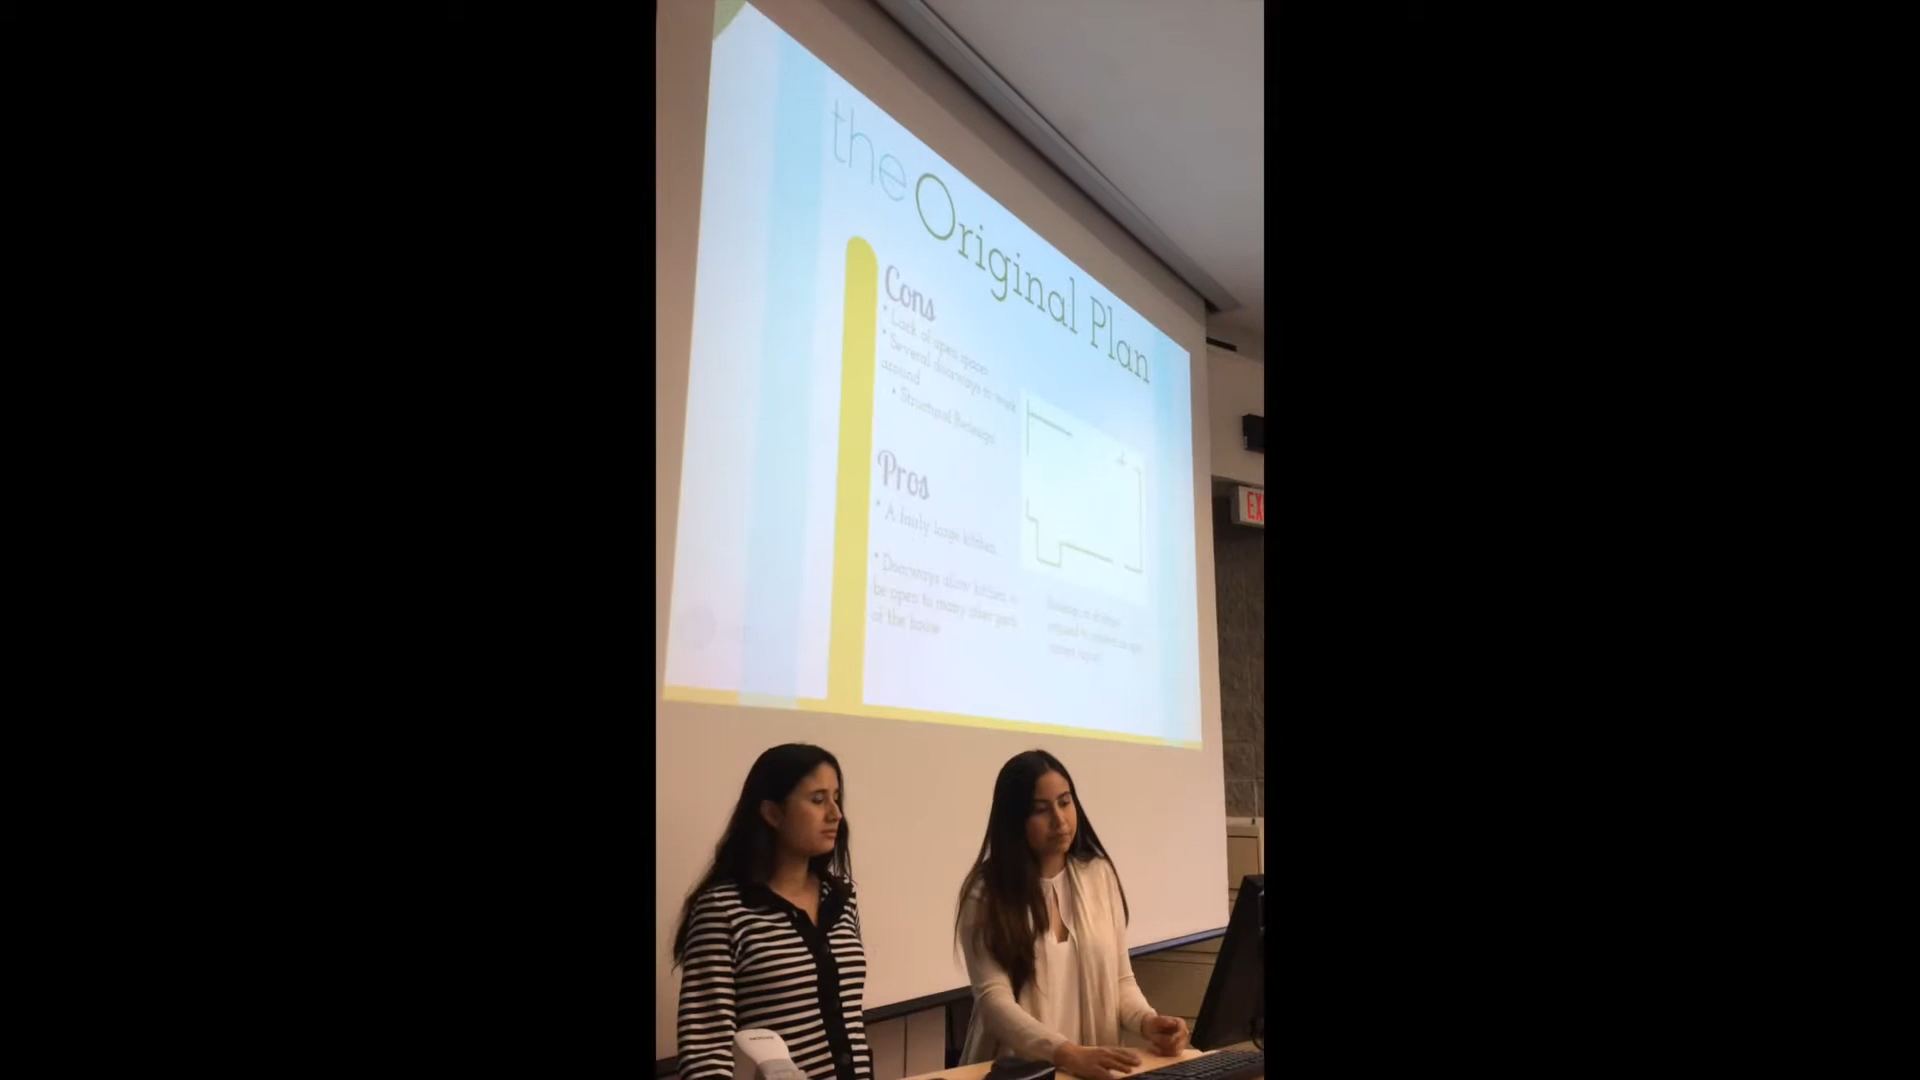 the Original Plan
Cons
• Lack of open space
• Several doorways to work
around
• Structural
Pros
• A fairly large kitchen
• Doorways allow kitchen to
be open to many other parts
of the house
EX